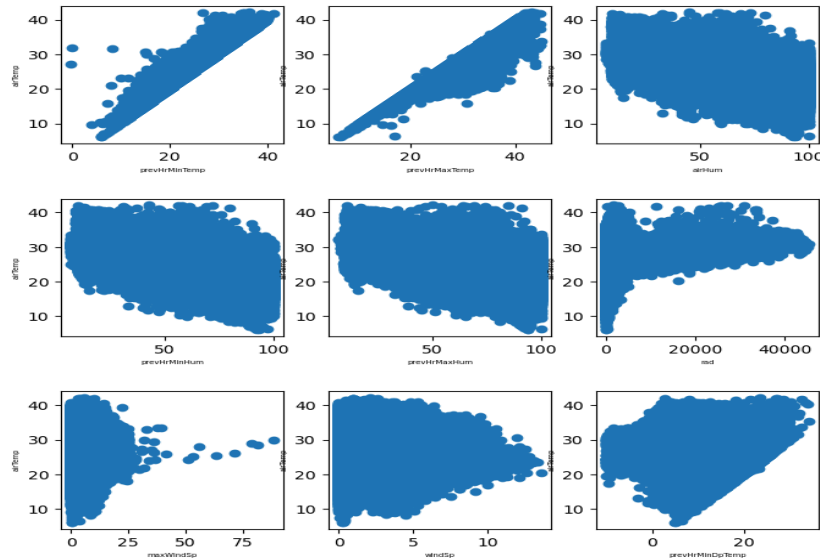 40
30
20
10
airTemp
0 20 40
prevHrMinTemp
40
30
20
10
airTemp
20 40
prevHrMaxTemp
40
30
20
10
airTemp
50 100
airHum
40
30
20
10
airTemp
50 100
prevHrMinHum
40
30
20
10
airTemp
50 100
prevHrMaxHum
40
30
20
10
airTemp
0 20000 40000
rad
40
30
20
10
airTemp
0 25 50 75
maxWindSp
40
30
20
10
airTemp
0 5 10
windSp
40
30
20
10
airTemp
0 20
prevHrMinDpTemp